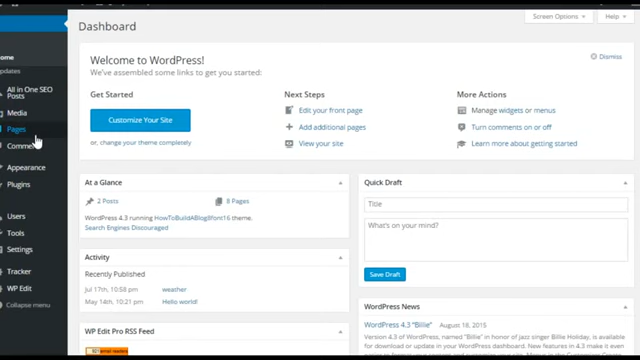 Screen Options
Help
Dashboard
Welcome to WordPress!
Dismiss
We've assembled some links to get you started:
Get Started
Customize Your Site
or, change your theme completely
Next Steps
Edit your front page
Add additional pages
View your site
More Actions
Manage widgets or menus
Turn comments on or off
Learn more about getting started
ome
pdates
All in One SEO
Posts
Media
Pages
Comme
Appearance
Plugins
Users
Tools
Settings
Tracker
WP Edit
Collapse menu
At a Glance
2 Posts
8 Pages
WordPress 4.3 running HowToBuildABlog8font16 theme.
Search Engines Discouraged
Activity
Recently Published
Jul 17th, 10:58 pm weather
May 14th, 10:21 pm Hello world!
WP Edit Pro RSS Feed
Quick Draft
Title
What's on your mind?
Save Draft
WordPress News
WordPress 4.3 "Billie" August 18, 2015
Version 4.3 of WordPress, named "Billie" in honor of jazz singer Billie Holiday, is available
for download or update in your WordPress dashboard. New features in 4.3 make it even